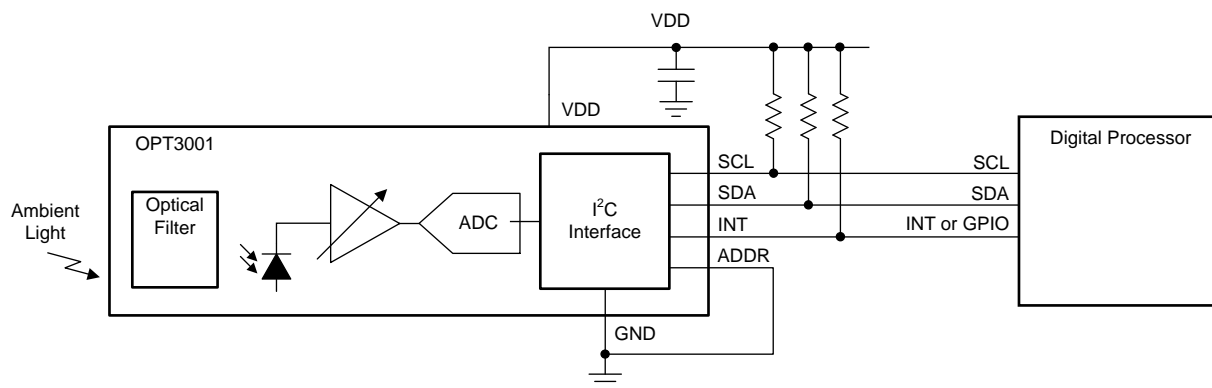 VDD
VDD
OPT3001
Digital Processor
SCL
SCL
Optical
Filter
SDA
SDA
Ambient
Light
ADC
I²C
Interface
INT
INT or GPIO
ADDR
GND